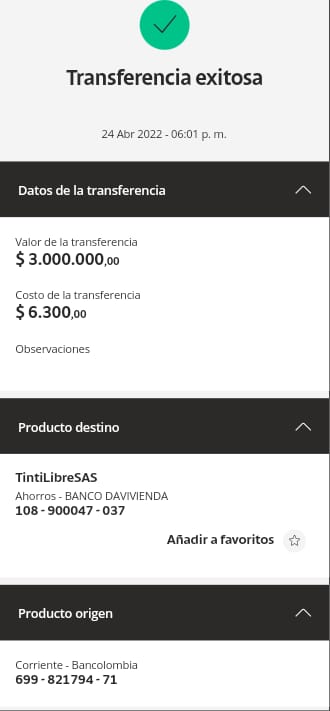 Transferencia exitosa
24 Abr 2022 - 06:01 p. m.
Datos de la transferencia
Valor de la transferencia
$ 3.000.000,00
Costo de la transferencia
$ 6.300,00
Observaciones
Producto destino
TintiLibreSAS
Ahorros - BANCO DAVIVIENDA
108 - 900047 - 037
Añadir a favoritos
Producto origen
Corriente - Bancolombia
699 - 821794 - 71